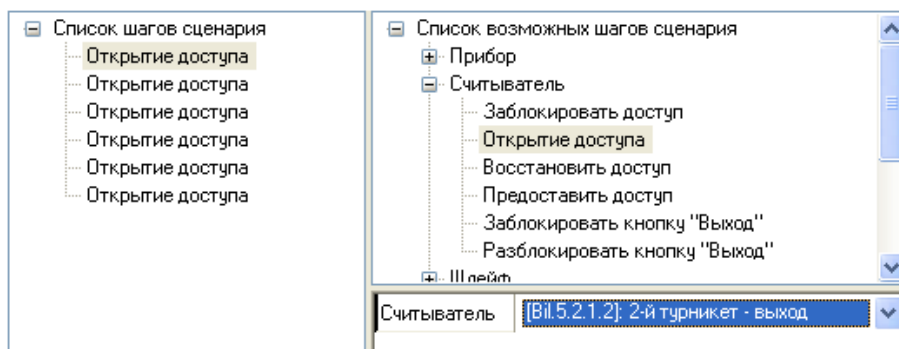 Список шагов сценария
Открытие доступа
Открытие доступа
Открытие доступа
Открытие доступа
Открытие доступа
Открытие доступа
Список возможных шагов сценария
Прибор
Считыватель
Заблокировать доступ
Открытие доступа
Восстановить доступ
Предоставить доступ
Заблокировать кнопку "Выход"
Разблокировать кнопку "Выход"
Шлейф
Считыватель [Bil.5.2.1.2]: 2-й турникет - выход